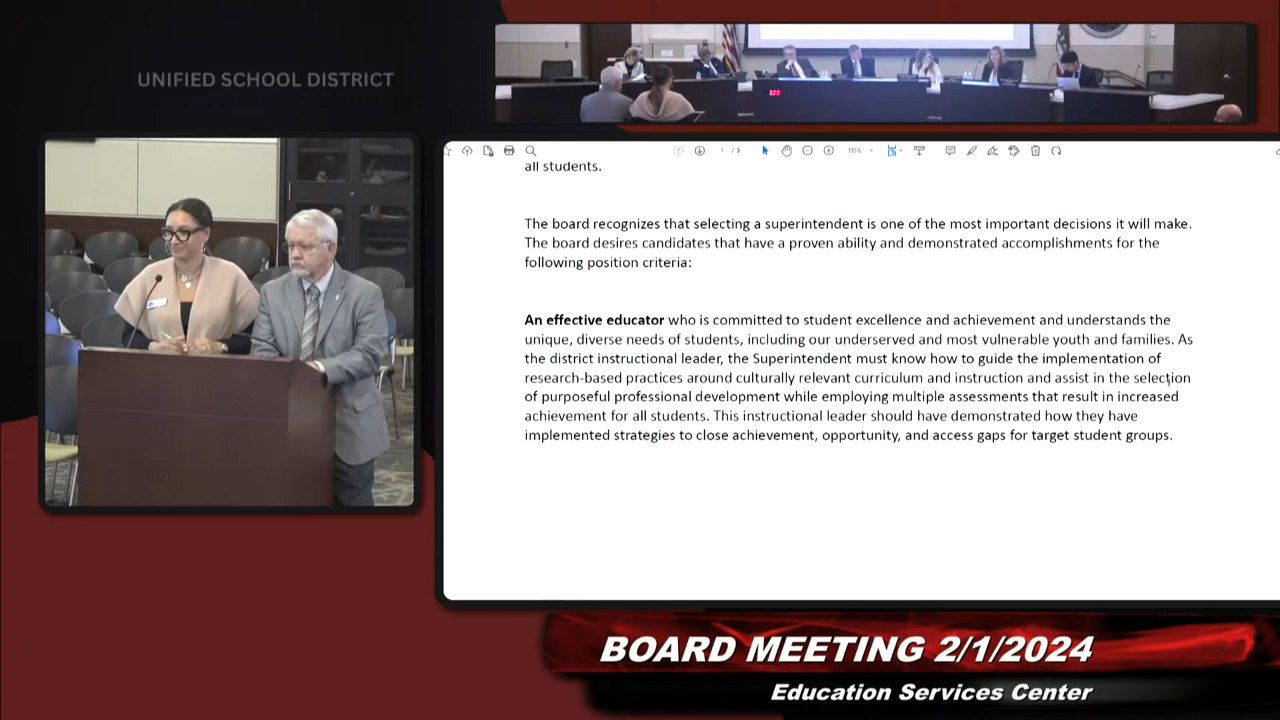 UNIFIED SCHOOL DISTRICT
all students.
The board recognizes that selecting a superintendent is one of the most important decisions it will make.
The board desires candidates that have a proven ability and demonstrated accomplishments for the
following position criteria:
An effective educator who is committed to student excellence and achievement and understands the
unique, diverse needs of students, including our underserved and most vulnerable youth and families. As
the district instructional leader, the Superintendent must know how to guide the implementation of
research-based practices around culturally relevant curriculum and instruction and assist in the selection
of purposeful professional development while employing multiple assessments that result in increased
achievement for all students. This instructional leader should have demonstrated how they have
implemented strategies to close achievement, opportunity, and access gaps for target student groups.
BOARD MEETING 2/1/2024
Education Services Center